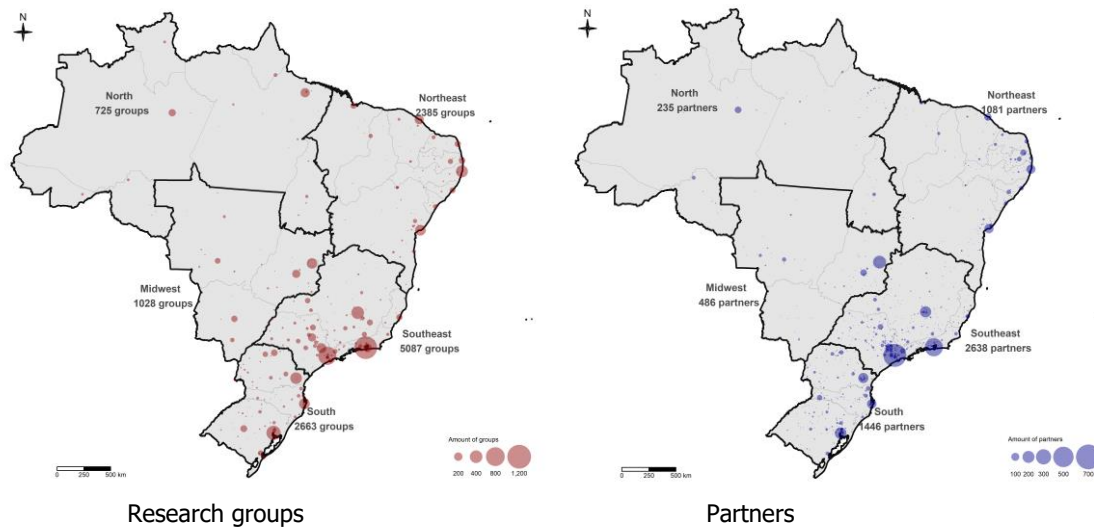 N
North
725 groups
Northeast
2385 groups
Midwest
1028 groups
Southeast
5087 groups
South
2663 groups
0 250 500 km
Amount of groups
200 400 800 1,200
Research groups
N
North
235 partners
Northeast
1081 partners
Midwest
486 partners
Southeast
2638 partners
South
1446 partners
0 250 500 km
Amount of partners
100 200 300 500 700
Partners